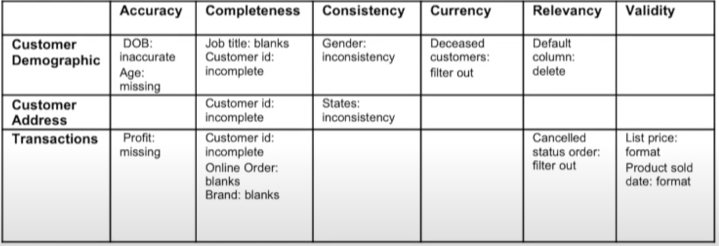 Accuracy Completeness Consistency Currency Relevancy Validity
Customer
Demographic
DOB:
inaccurate
Age:
missing
Job title: blanks
Customer id:
incomplete
Gender:
inconsistency
Deceased
customers:
filter out
Default
column:
delete
Customer
Address
Customer id:
incomplete
States:
inconsistency
Transactions
Profit:
missing
Customer id:
incomplete
Online Order:
blanks
Brand: blanks
Cancelled
status order:
filter out
List price:
format
Product sold
date: format